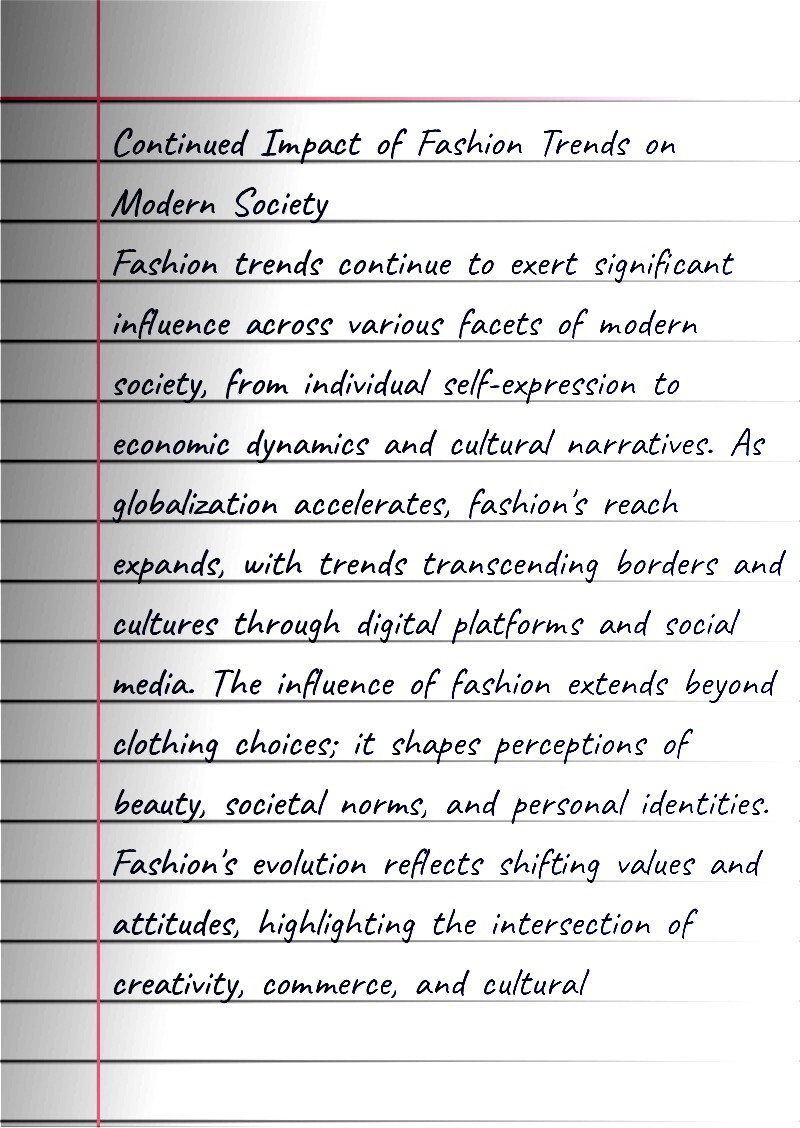 Continued Impact of Fashion Trends on
Modern Society
Fashion trends continue to exert significant
influence across various facets of modern
society, from individual self-expression to
economic dynamics and cultural narratives. As
globalization accelerates, fashion's reach
expands, with trends transcending borders and
cultures through digital platforms and social
media. The influence of fashion extends beyond
clothing choices; it shapes perceptions of
beauty, societal norms, and personal identities.
Fashion's evolution reflects shifting values and
attitudes, highlighting the intersection of
creativity, commerce, and cultural